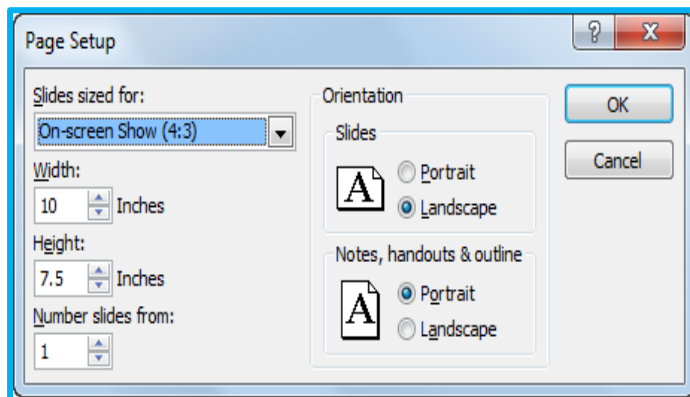 Page Setup
Slides sized for:
On-screen Show (4:3)
Width:
10 Inches
Height:
7.5 Inches
Number slides from:
1
Orientation
Slides
A
Portrait
Landscape
Notes, handouts & outline
A
Portrait
Landscape
?
X
OK
Cancel